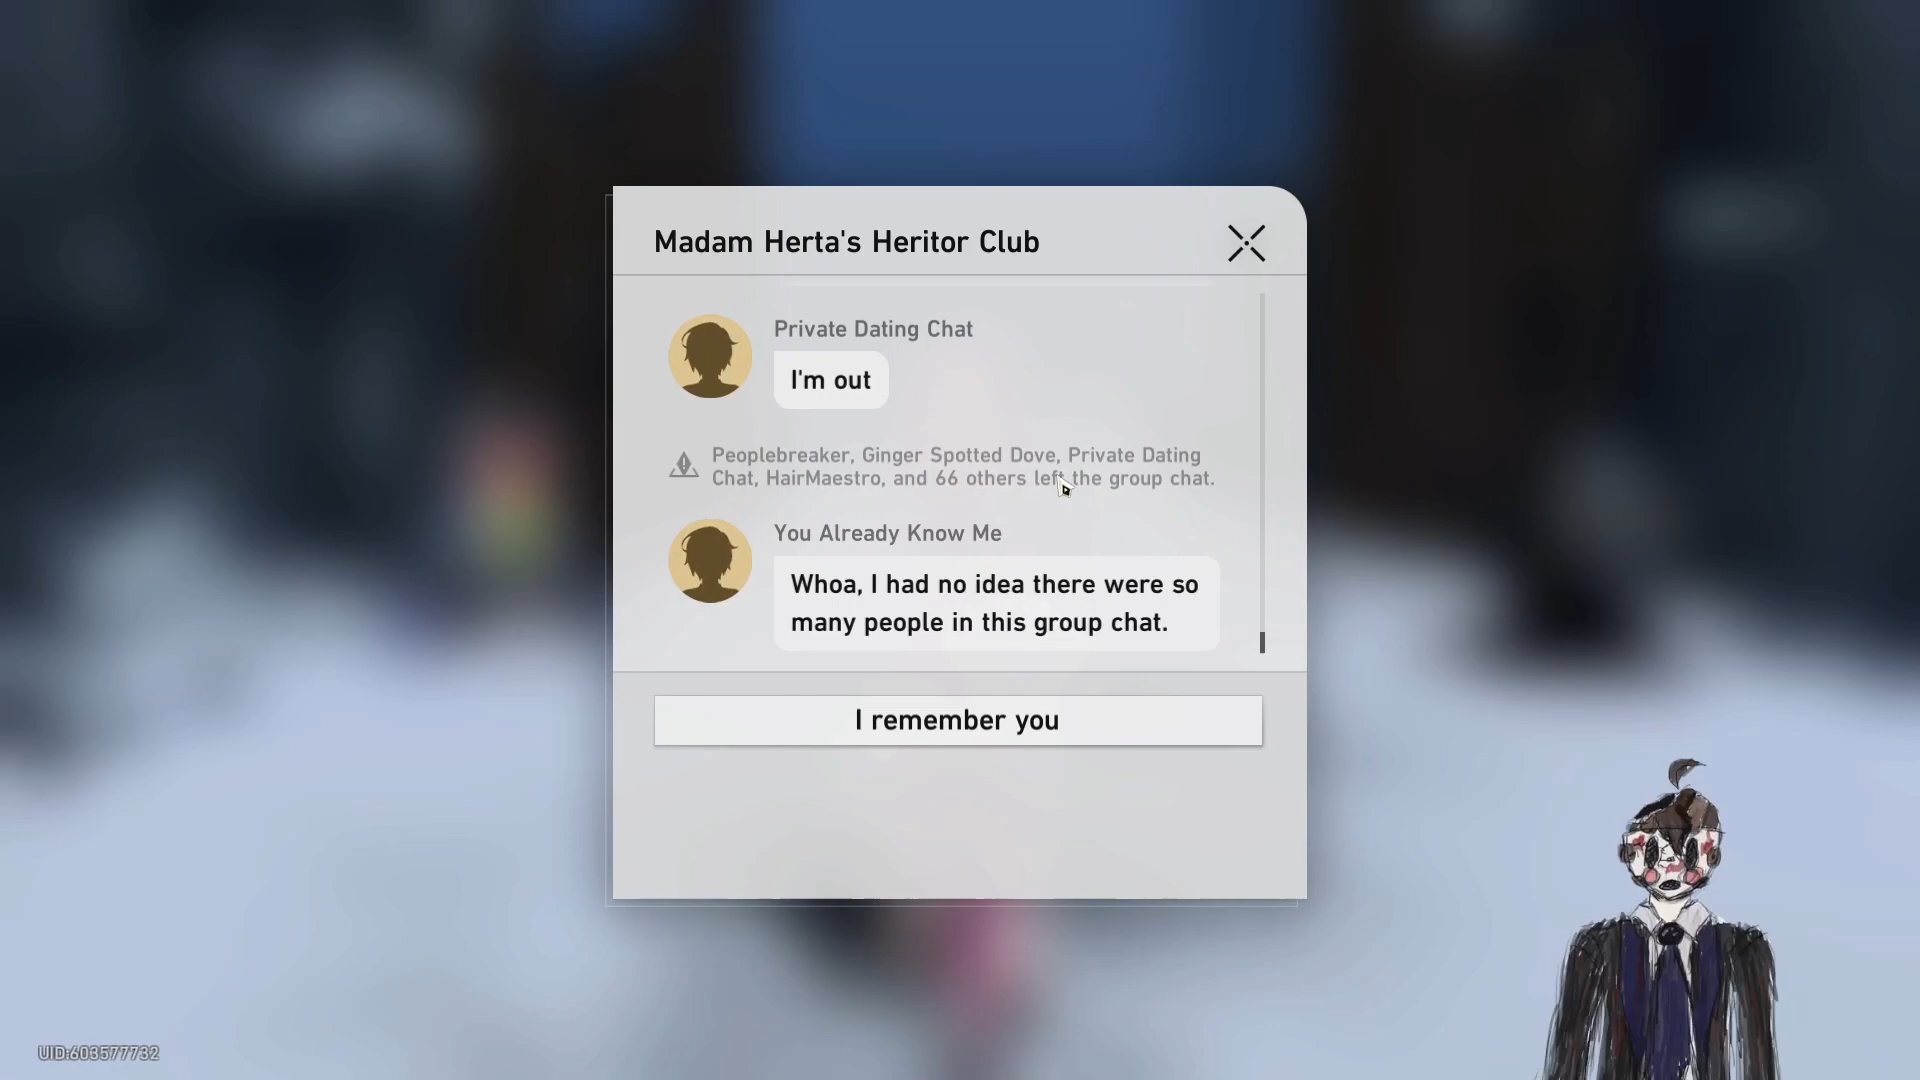 Madam Herta's Heritor Club
Private Dating Chat
I'm out
Peoplebreaker, Ginger Spotted Dove, Private Dating
Chat, HairMaestro, and 66 others left the group chat.
You Already Know Me
Whoa, I had no idea there were so
many people in this group chat.
I remember you
UID:603577732